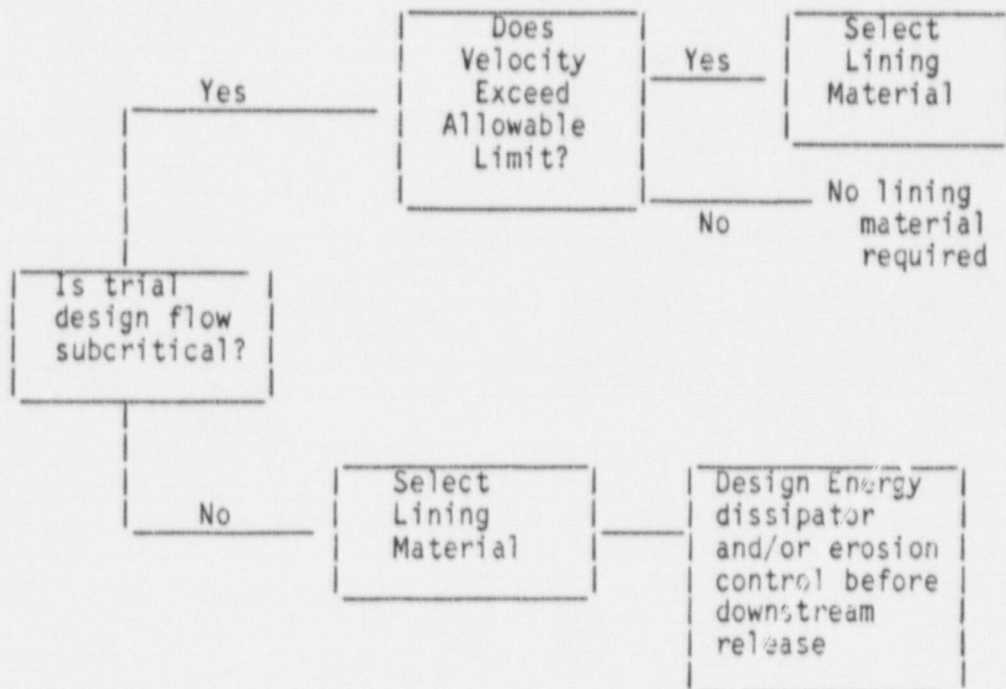 Does
Velocity
Exceed
Allowable
Limit?
Yes
Select
Lining
Material
Yes
No
No lining
material
required
Is trial
design flow
subcritical?
No
Select
Lining
Material
Design Energy
dissipator
and/or erosion
control before
downstream
release